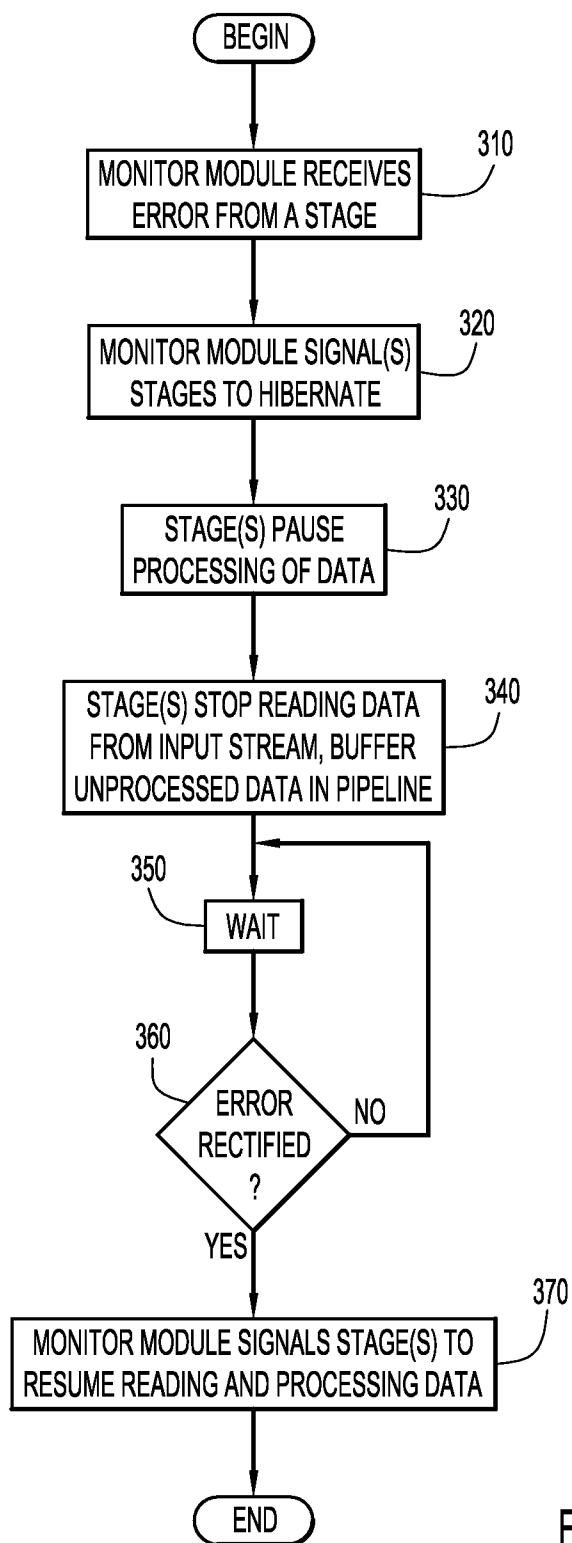 BEGIN
310
MONITOR MODULE RECEIVES
ERROR FROM A STAGE
320
MONITOR MODULE SIGNAL(S)
STAGES TO HIBERNATE
330
STAGE(S) PAUSE
PROCESSING OF DATA
340
STAGE(S) STOP READING DATA
FROM INPUT STREAM, BUFFER
UNPROCESSED DATA IN PIPELINE
350
WAIT
360
ERROR
RECTIFIED
?
NO
YES
370
MONITOR MODULE SIGNALS STAGE(S) TO
RESUME READING AND PROCESSING DATA
END